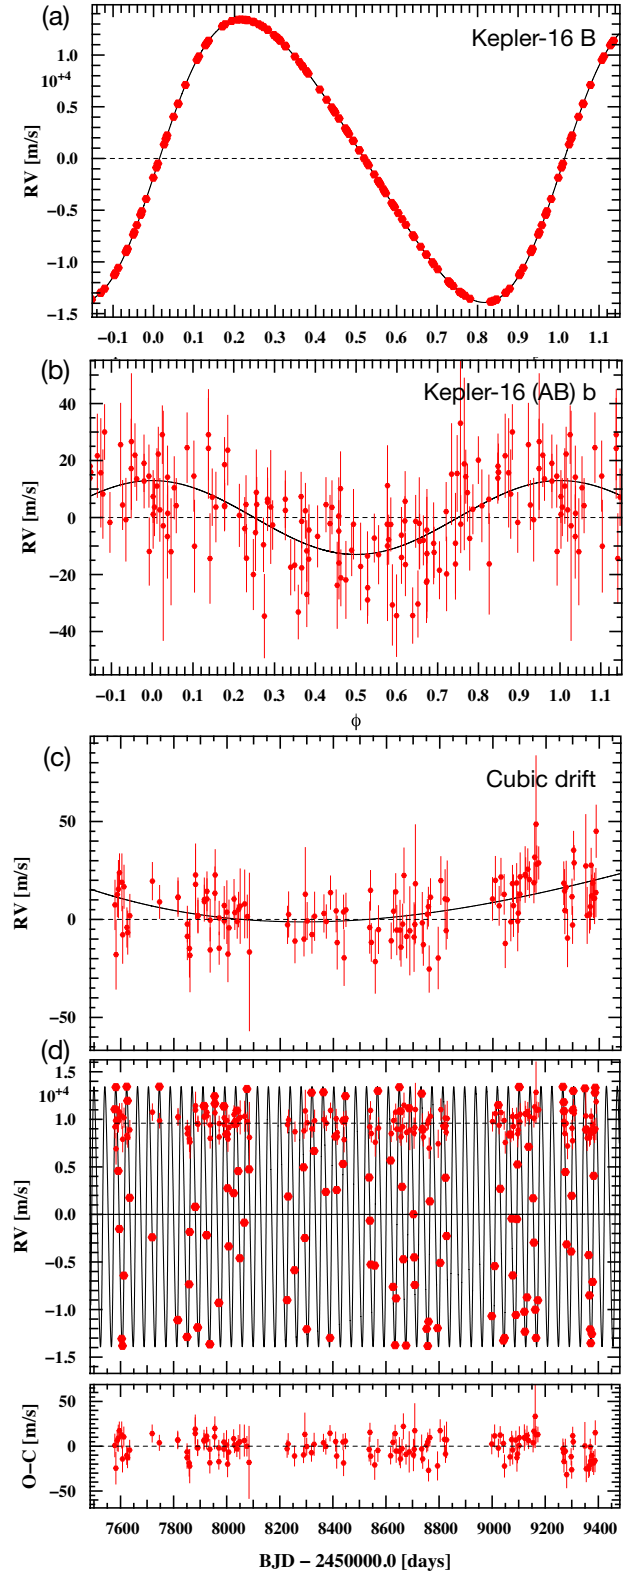 (a)
Kepler-16 B
1.0
10+4
0.5
0.0
−0.5
−1.0
−1.5
RV [m/s]
−0.1 0.0 0.1 0.2 0.3 0.4 0.5 0.6 0.7 0.8 0.9 1.0 1.1
(b)
Kepler-16 (AB) b
40
20
0
−20
−40
RV [m/s]
−0.1 0.0 0.1 0.2 0.3 0.4 0.5 0.6 0.7 0.8 0.9 1.0 1.1
ϕ
(c)
Cubic drift
50
0
−50
RV [m/s]
(d)
1.5
10+4
1.0
0.5
0.0
−0.5
−1.0
−1.5
RV [m/s]
50
0
−50
O−C [m/s]
7600 7800 8000 8200 8400 8600 8800 9000 9200 9400
BJD − 2450000.0 [days]